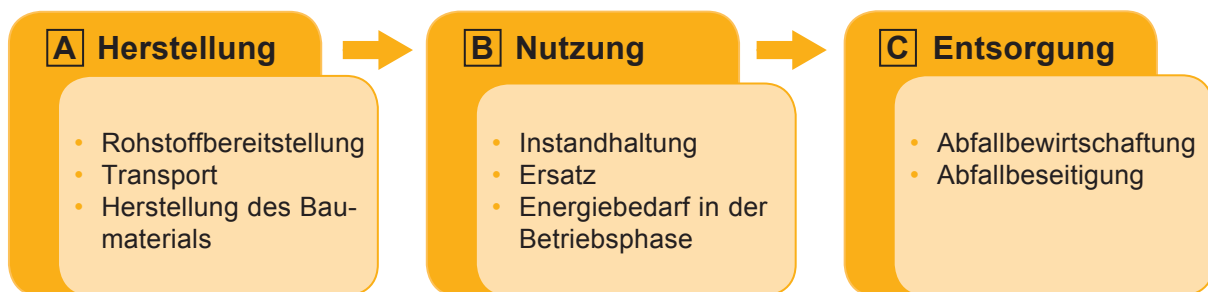 A Herstellung
• Rohstoffbereitstellung
• Transport
• Herstellung des Bau-
materials
B Nutzung
• Instandhaltung
• Ersatz
• Energiebedarf in der
Betriebsphase
C Entsorgung
• Abfallbewirtschaftung
• Abfallbeseitigung